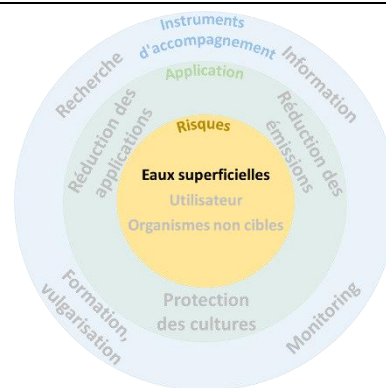 Instruments
d'accompagnement
Recherche
Information
Application
Réduction des
applications
Réduction des
émissions
Risques
Eaux superficielles
Utilisateur
Organismes non cibles
Protection
des cultures
Formation,
vulgarisation
Monitoring